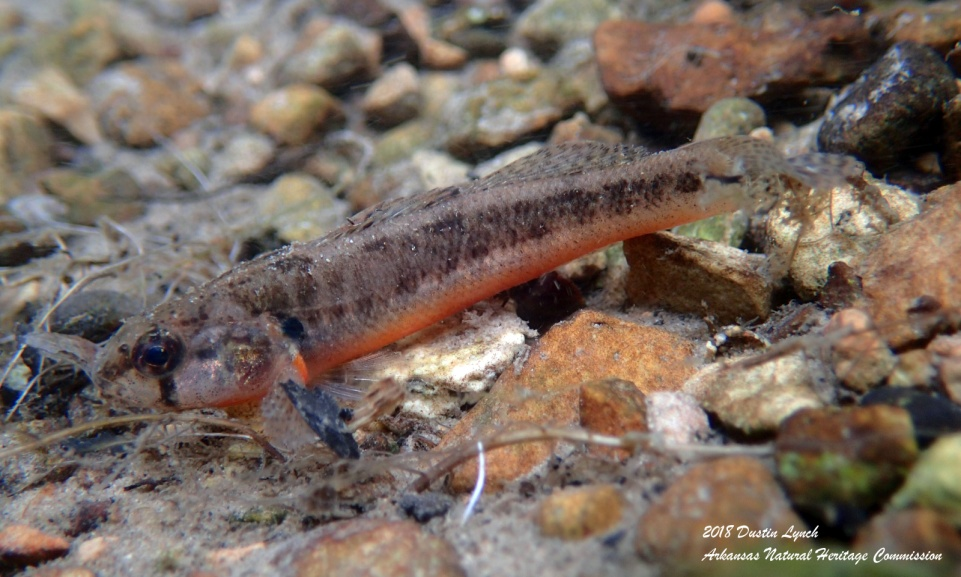 2018 Dustin Lynch
Arkansas Natural Heritage Commission